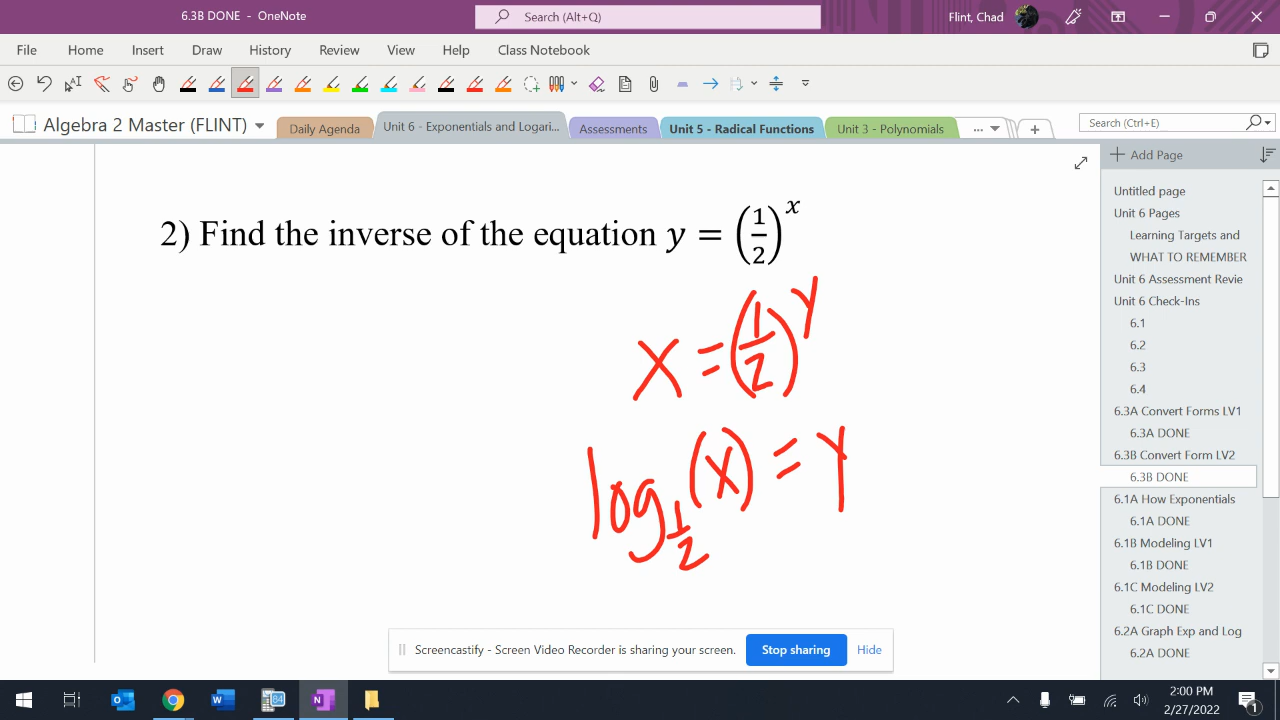 6.3B DONE - OneNote
Search (Alt+Q)
Flint, Chad
File Home Insert Draw History Review View Help Class Notebook
Algebra 2 Master (FLINT)
Daily Agenda
Unit 6 - Exponentials and Logari...
Assessments
Unit 5 - Radical Functions
Unit 3 - Polynomials
...
Search (Ctrl+E)
2) Find the inverse of the equation y = (1/2)^x
x = (1/2)^y
log_{1/2}(x) = y
Add Page
Untitled page
Unit 6 Pages
Learning Targets and
WHAT TO REMEMBER
Unit 6 Assessment Revie
Unit 6 Check-Ins
6.1
6.2
6.3
6.4
6.3A Convert Forms LV1
6.3A DONE
6.3B Convert Form LV2
6.3B DONE
6.1A How Exponentials
6.1A DONE
6.1B Modeling LV1
6.1B DONE
6.1C Modeling LV2
6.1C DONE
6.2A Graph Exp and Log
6.2A DONE
Screencastify - Screen Video Recorder is sharing your screen.
Stop sharing
Hide
2:00 PM
2/27/2022
1